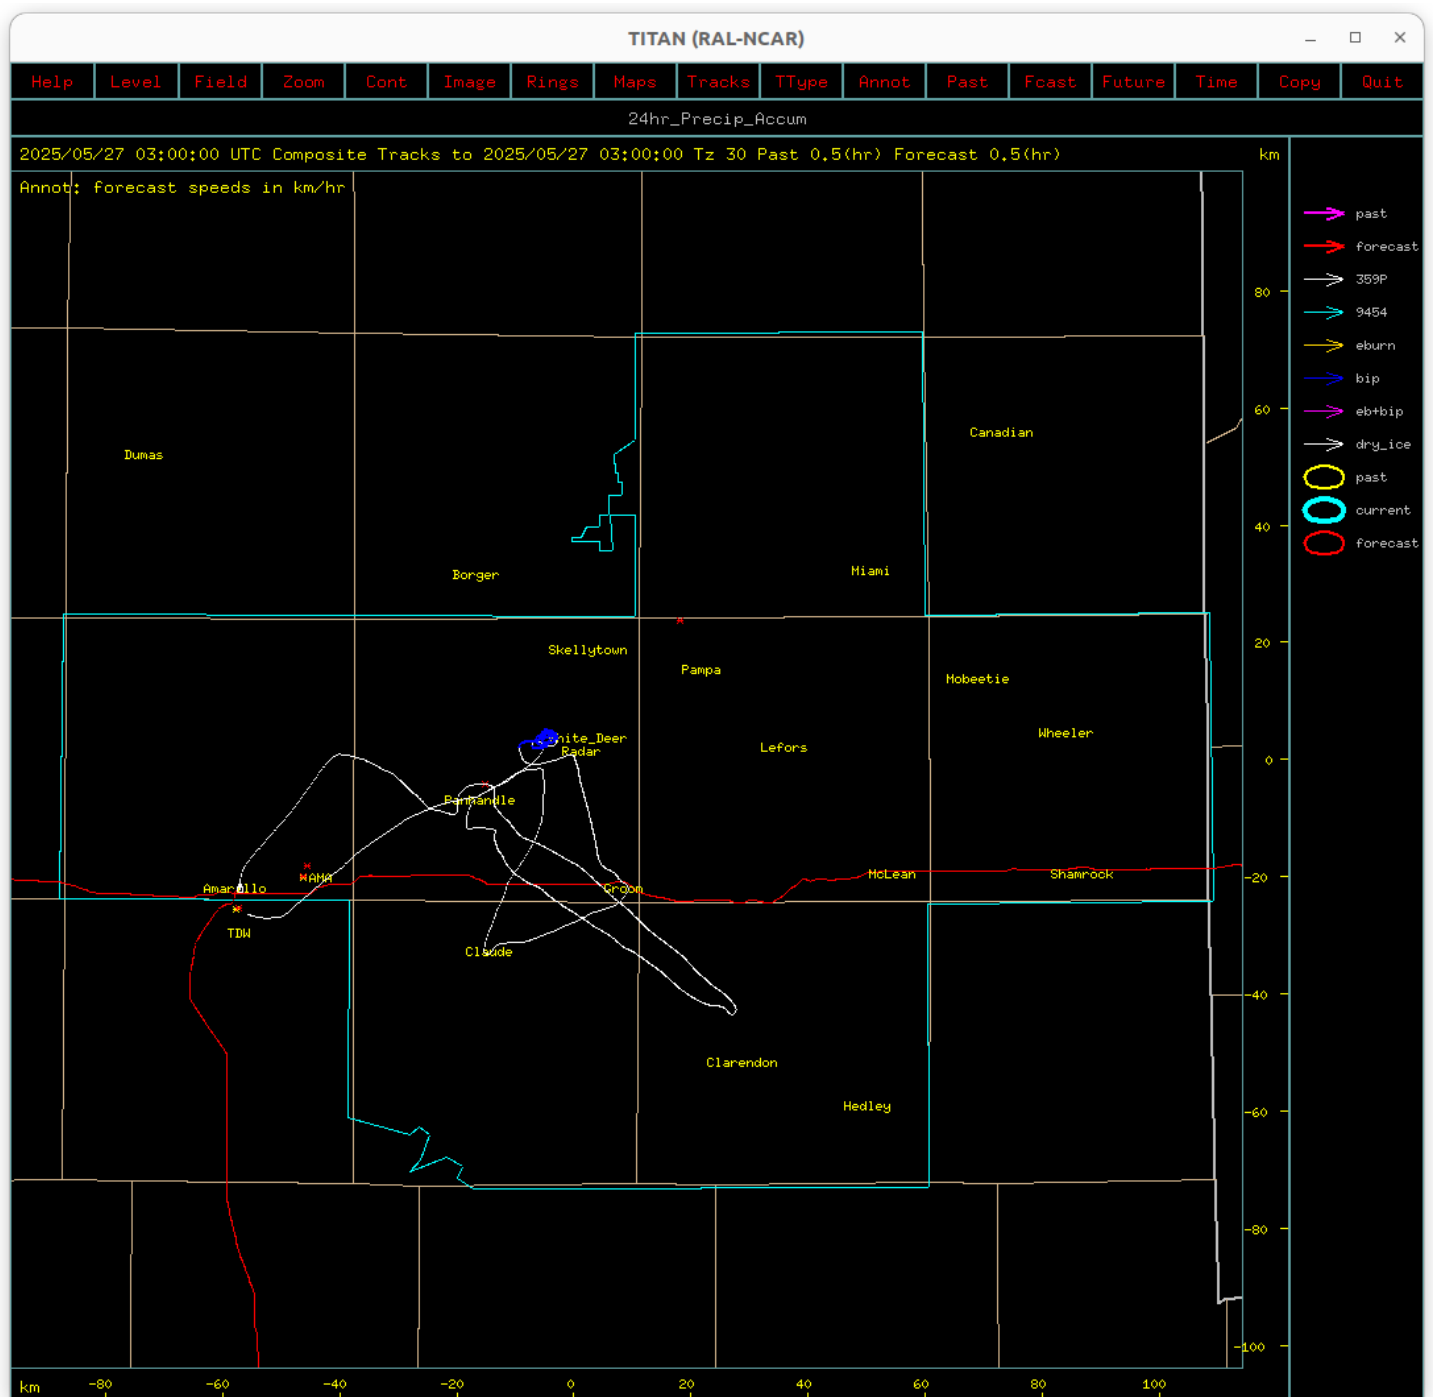 TITAN (RAL-NCAR)
Help Level Field Zoom Cont Image Rings Maps Tracks TType Annot Past Fcast Future Time Copy Quit
24hr_Precip_Accum
2025/05/27 03:00:00 UTC Composite Tracks to 2025/05/27 03:00:00 Tz 30 Past 0.5(hr) Forecast 0.5(hr) km
Annot: forecast speeds in km/hr
past
forecast
359P
80
9454
eburn
bip
60
eb+bip
Canadian
dry_ice
Dumas
past
current
40
forecast
Miami
Borger
20
Skellytown
Pampa
Mobeetie
Wheeler
hite_Deer
Lefors
Radar
0
Panhandle
McLean
Shamrock
-20
AMA
Amarillo
Groom
TDW
Claude
-40
Clarendon
Hedley
-60
-80
-100
km -80 -60 -40 -20 0 20 40 60 80 100